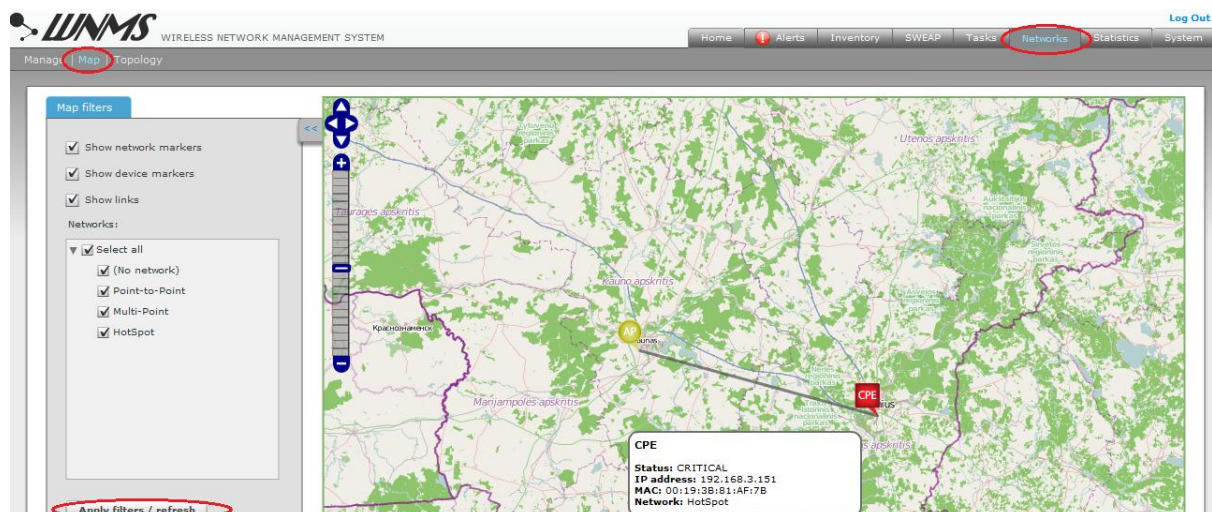 WNMS
WIRELESS NETWORK MANAGEMENT SYSTEM
Log Out
Home Alerts Inventory SWEAP Tasks Networks Statistics System
Manage | Map | Topology
Map filters
<<
Show network markers
Show device markers
Show links
Networks:
Select all
(No network)
Point-to-Point
Multi-Point
HotSpot
Apply filters / refresh
Utenos apskritis
Tauragės apskritis
Kauno apskritis
Краснознаменск
AP
Marijampolės apskritis
CPE
CPE
Status: CRITICAL
IP address: 192.168.3.151
MAC: 00:19:3B:81:AF:7B
Network: HotSpot